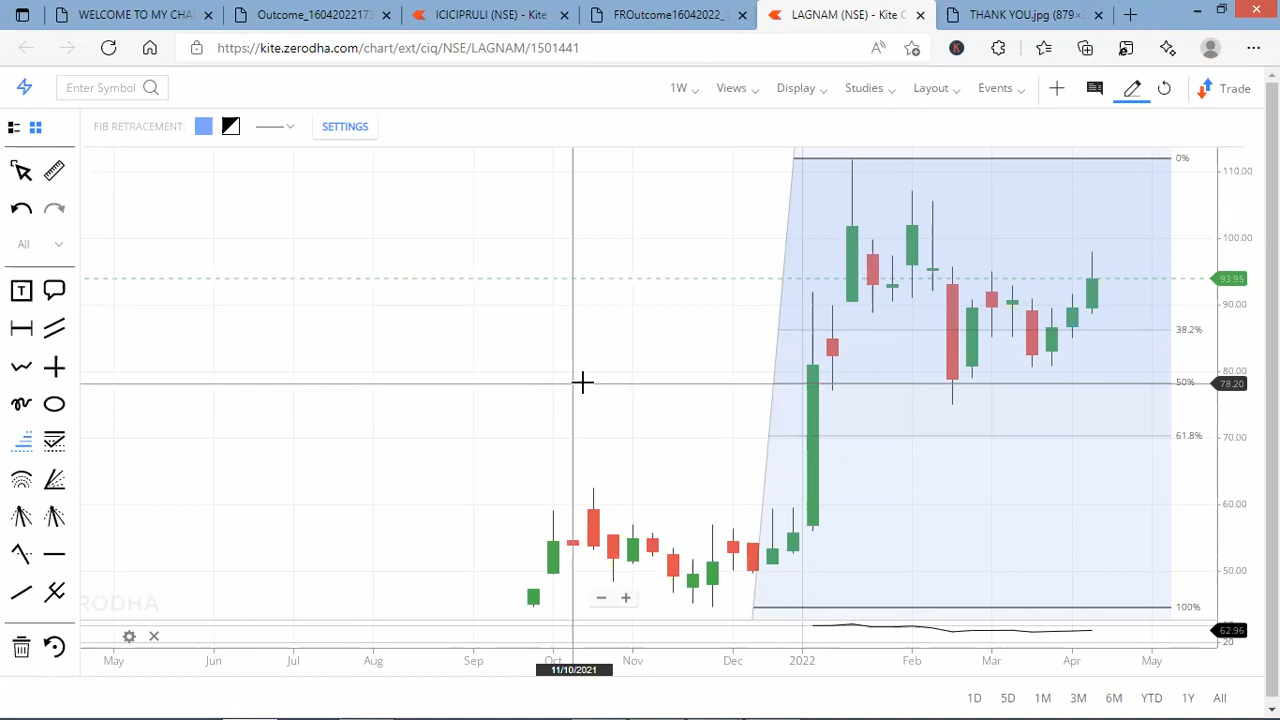 WELCOME TO MY CHA
Outcome_16042022173
ICICIPRULI (NSE) - Kite
FROutcome16042022_
LAGNAM (NSE) - Kite C
THANK YOU.jpg (879×
https://kite.zerodha.com/chart/ext/ciq/NSE/LAGNAM/1501441
Enter Symbol
1W
Views
Display
Studies
Layout
Events
Trade
FIB RETRACEMENT:
SETTINGS
All
T
0%
110.00
100.00
93.95
90.00
38.2%
80.00
50%
78.20
61.8%
70.00
60.00
50.00
100%
62.96
20
May
Jun
Jul
Aug
Sep
Oct
Nov
Dec
2022
Feb
Mar
Apr
May
11/10/2021
1D
5D
1M
3M
6M
YTD
1Y
All